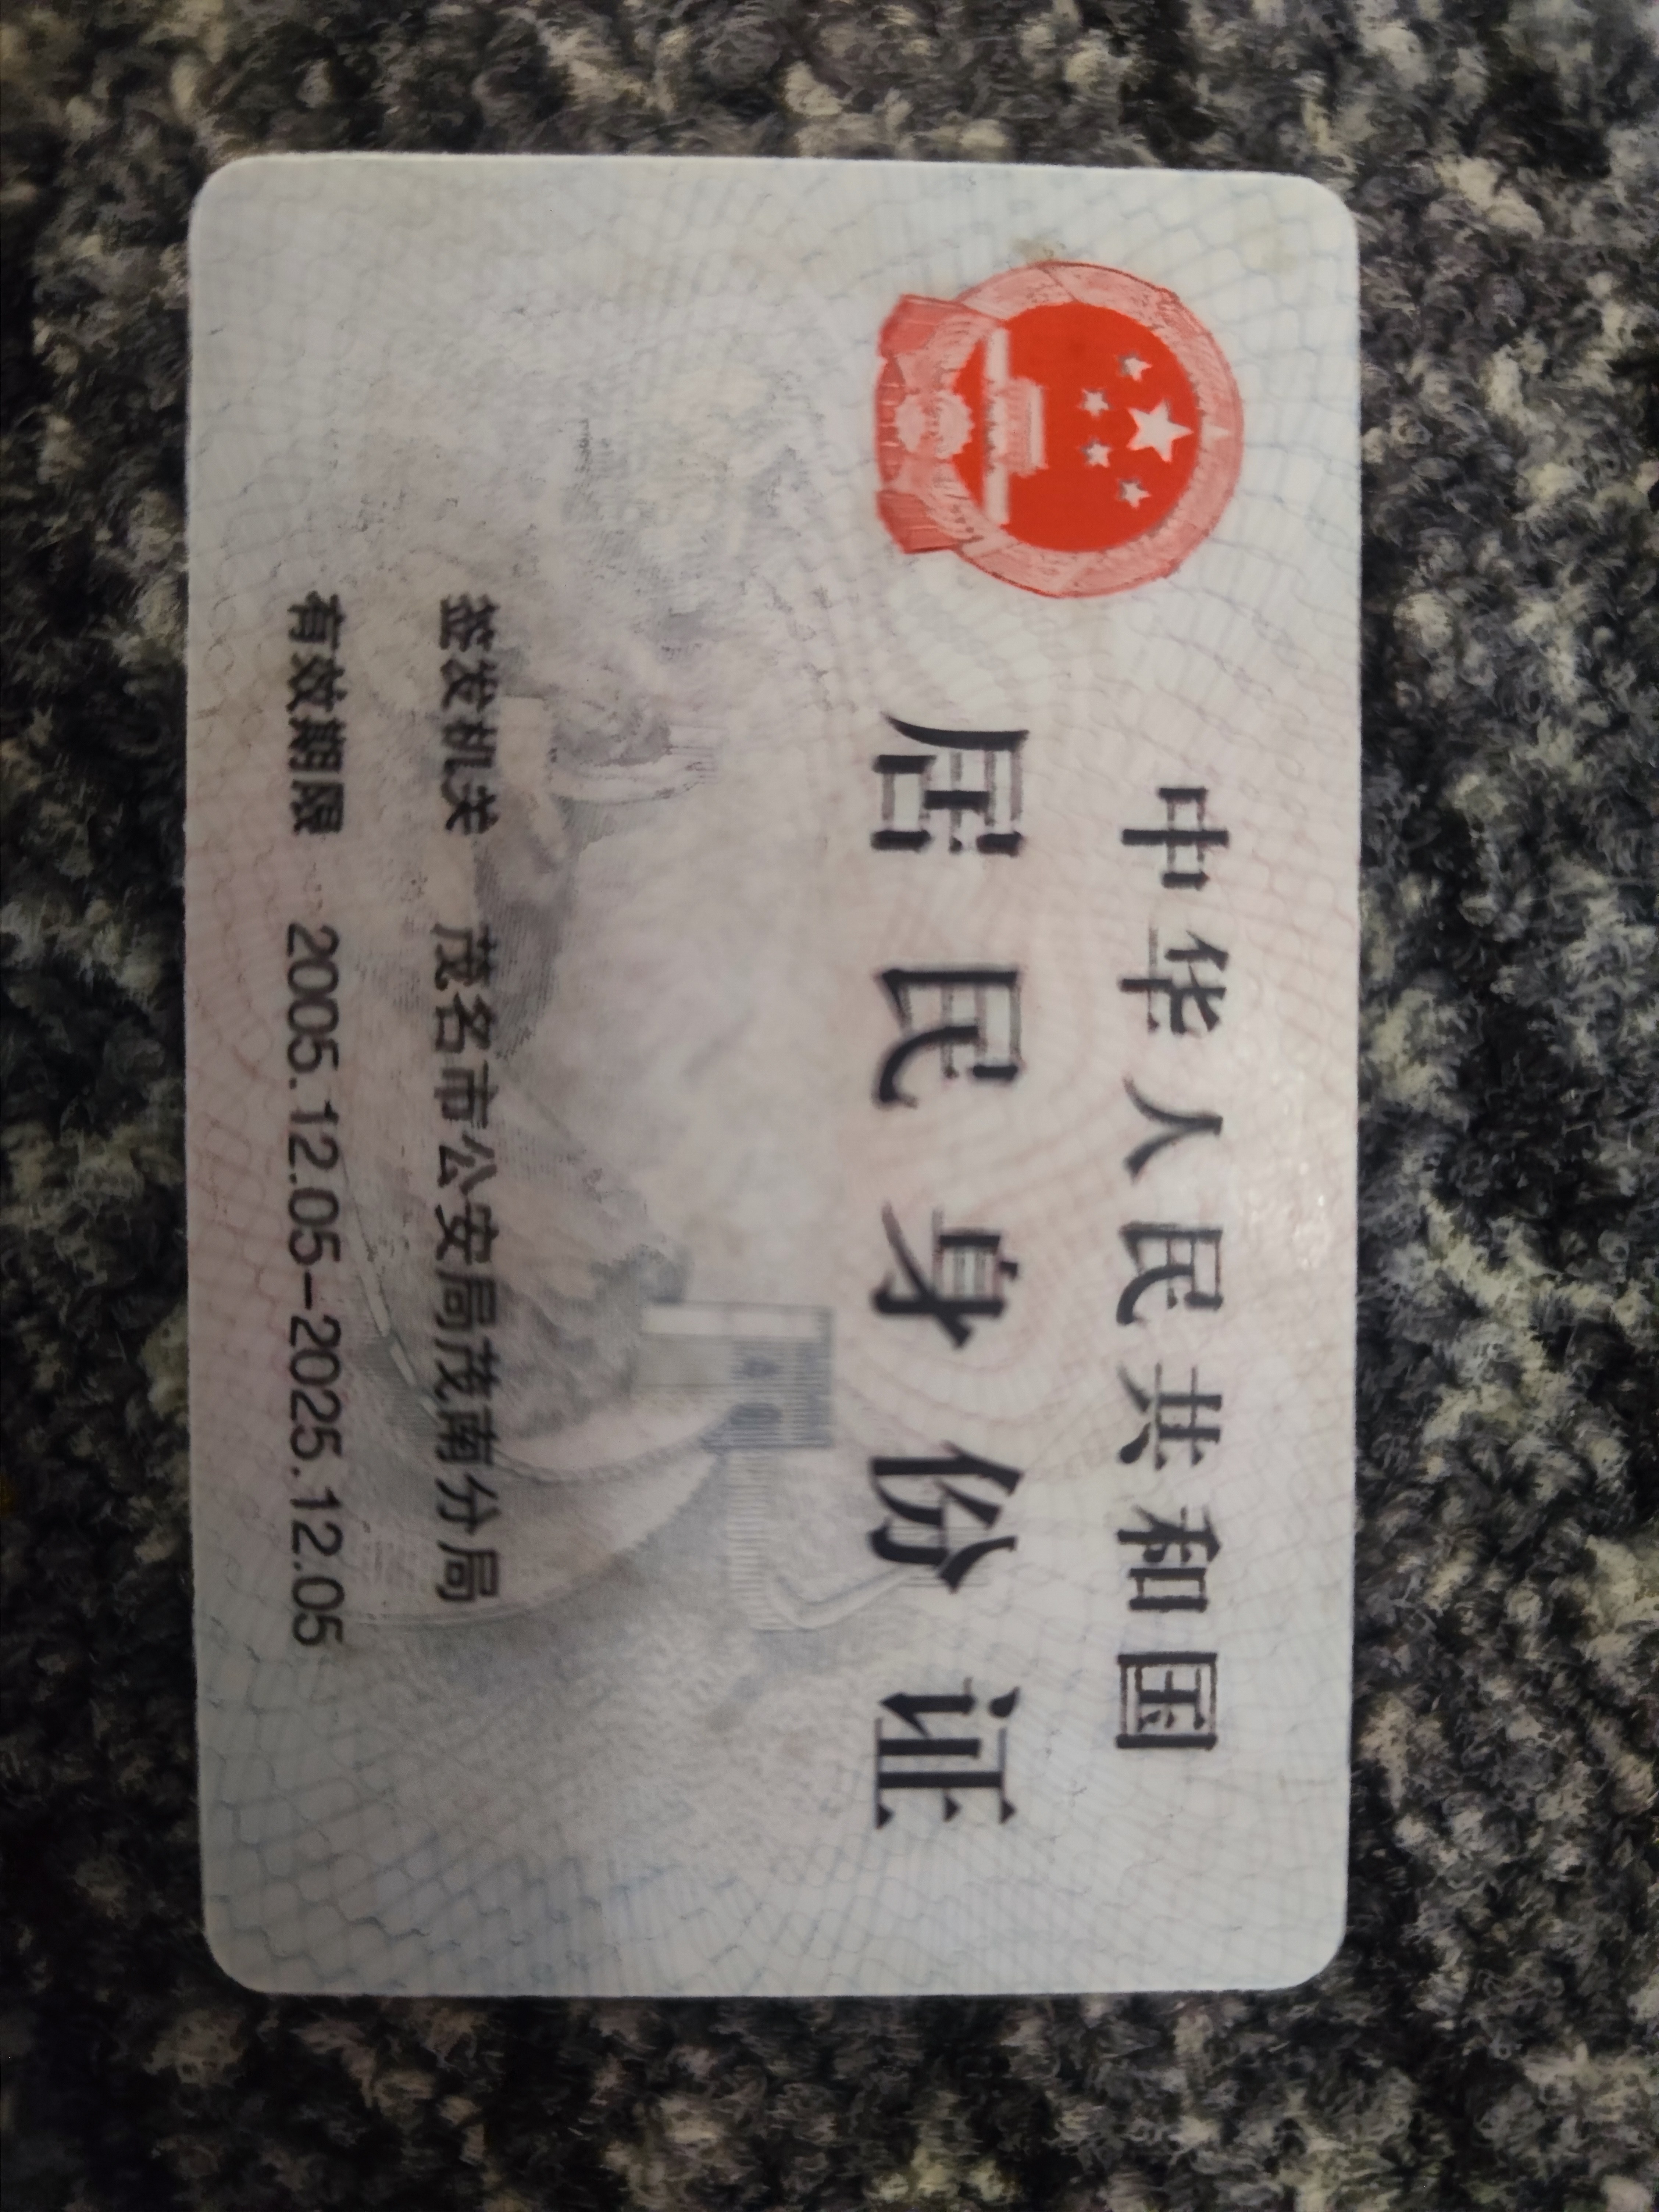 中华人民共和国
居民身份证
签发机关 茂名市公安局茂南分局
有效期限 2005.12.05-2025.12.05